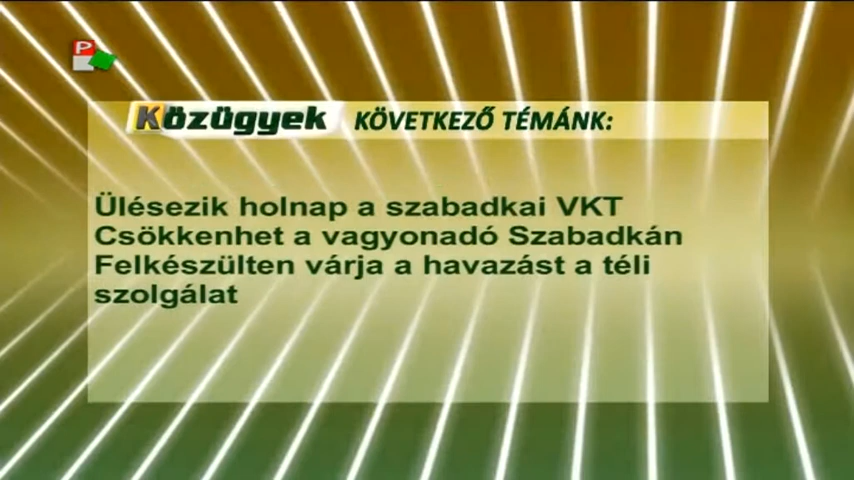 P
Közügyek KÖVETKEZŐ TÉMÁNK:
Ülésezik holnap a szabadkai VKT
Csökkenhet a vagyonadó Szabadkán
Felkészülten várja a havazást a téli
szolgálat